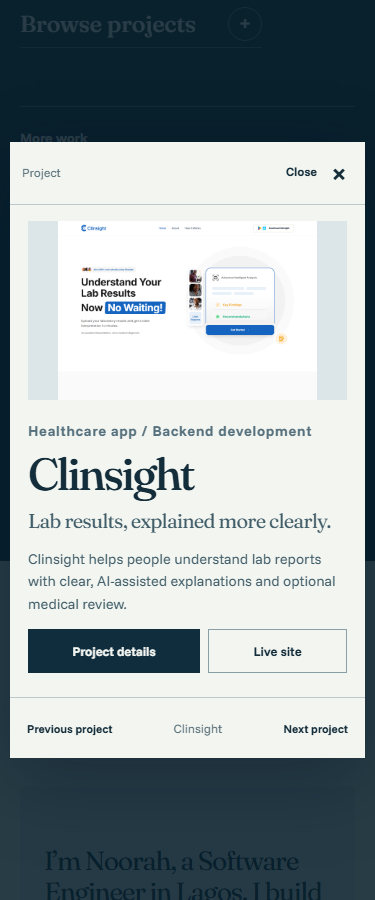 Browse projects
+
More work
Project
Close ×
Clinsight
Understand Your
Lab Results
Now No Waiting!
Healthcare app / Backend development
Clinsight
Lab results, explained more clearly.
Clinsight helps people understand lab reports
with clear, AI-assisted explanations and optional
medical review.
Project details
Live site
Previous project
Clinsight
Next project
I'm Noorah, a Software
Engineer in Lagos. I build